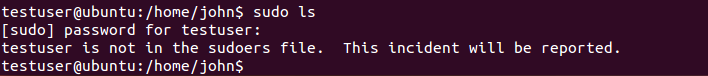 testuser@ubuntu:/home/john$ sudo ls
[sudo] password for testuser:
testuser is not in the sudoers file.  This incident will be reported.
testuser@ubuntu:/home/john$